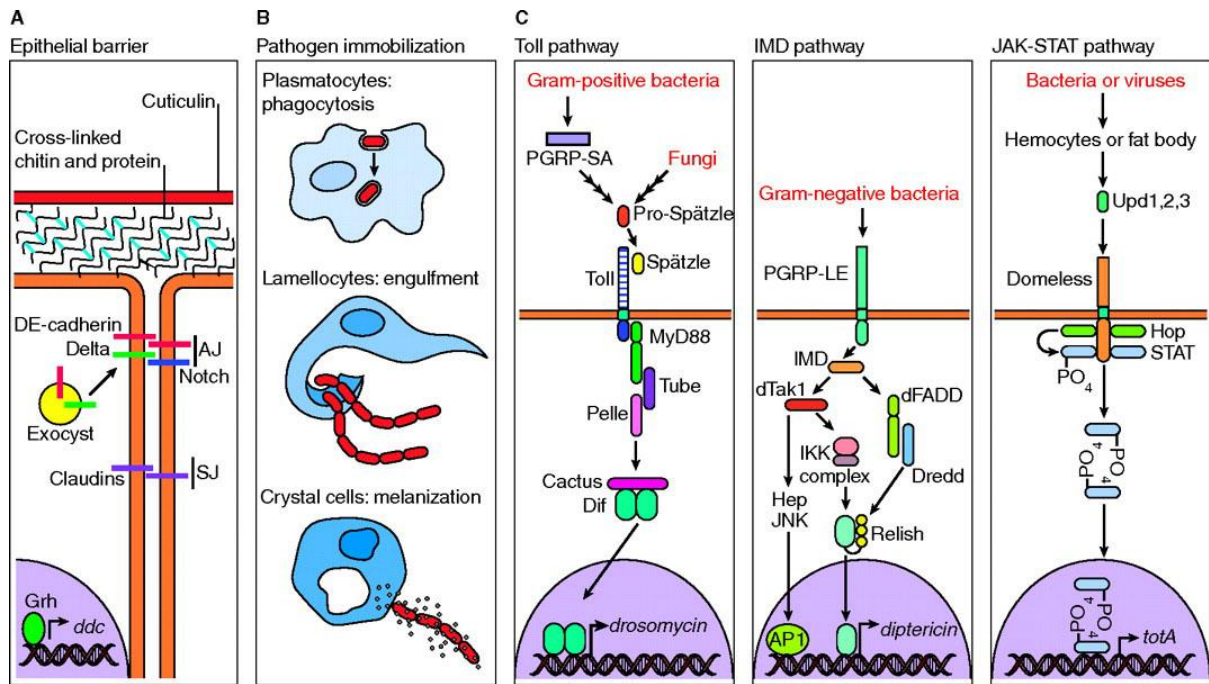 A
Epithelial barrier
Cuticulin
Cross-linked
chitin and protein
DE-cadherin
Delta
AJ
Notch
Exocyst
Claudins
SJ
Grh
ddc
B
Pathogen immobilization
Plasmatocytes:
phagocytosis
Lamellocytes: engulfment
Crystal cells: melanization
C
Toll pathway
Gram-positive bacteria
PGRP-SA
Fungi
Pro-Spätzle
Spätzle
Toll
MyD88
Tube
Pelle
Cactus
Dif
drosomycin
IMD pathway
Gram-negative bacteria
PGRP-LE
IMD
dTak1
dFADD
IKK
complex
Dredd
Hep
JNK
Relish
AP1
diptericin
JAK-STAT pathway
Bacteria or viruses
Hemocytes or fat body
Upd1,2,3
Domeless
Hop
STAT
PO4
PO4
PO4
PO4
PO4
totA